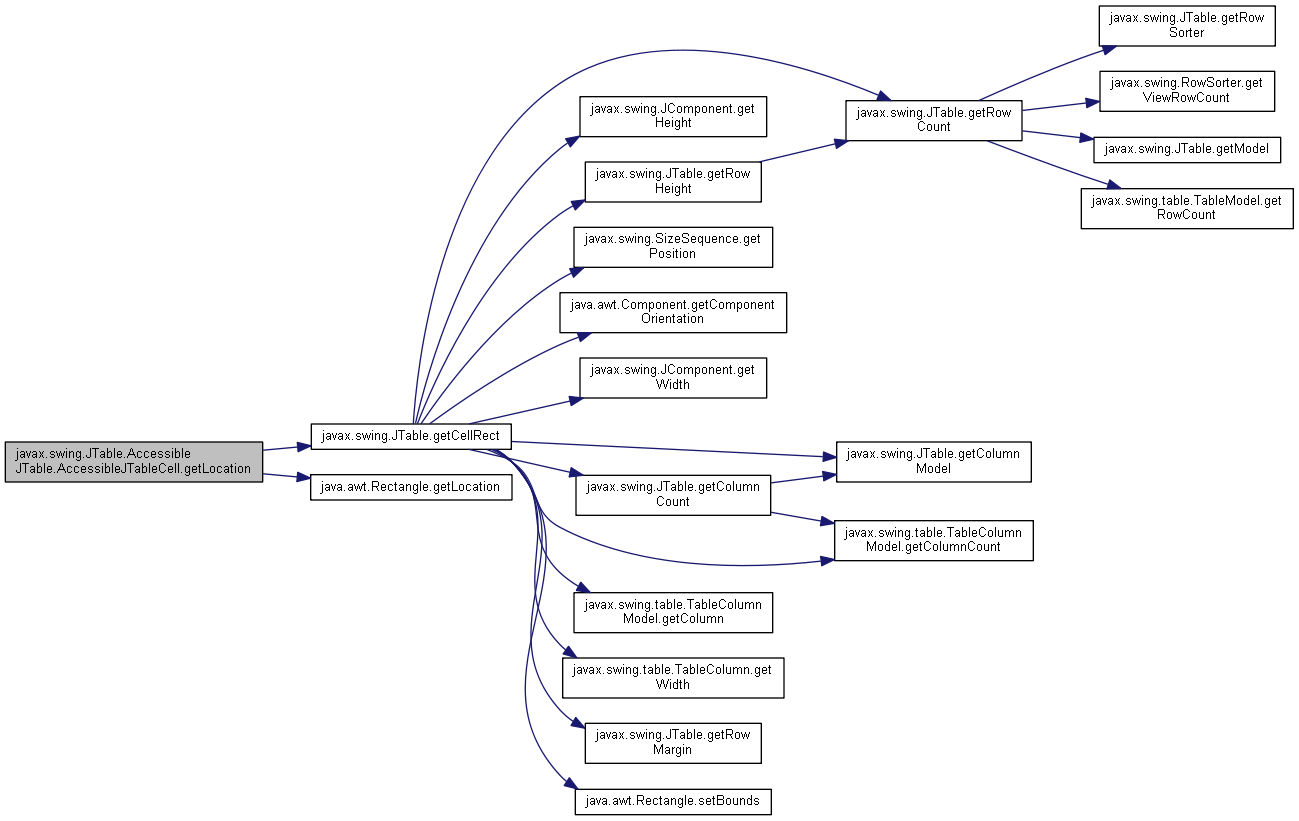 javax.swing.JTable.getRow
Sorter
javax.swing.RowSorter.get
ViewRowCount
javax.swing.JTable.getModel
javax.swing.table.TableModel.get
RowCount
javax.swing.JTable.getRow
Count
javax.swing.JComponent.get
Height
javax.swing.JTable.getRow
Height
javax.swing.SizeSequence.get
Position
java.awt.Component.getComponent
Orientation
javax.swing.JComponent.get
Width
javax.swing.JTable.getCellRect
javax.swing.JTable.Accessible
JTable.AccessibleJTableCell.getLocation
java.awt.Rectangle.getLocation
javax.swing.JTable.getColumn
Model
javax.swing.JTable.getColumn
Count
javax.swing.table.TableColumn
Model.getColumnCount
javax.swing.table.TableColumn
Model.getColumn
javax.swing.table.TableColumn.get
Width
javax.swing.JTable.getRow
Margin
java.awt.Rectangle.setBounds